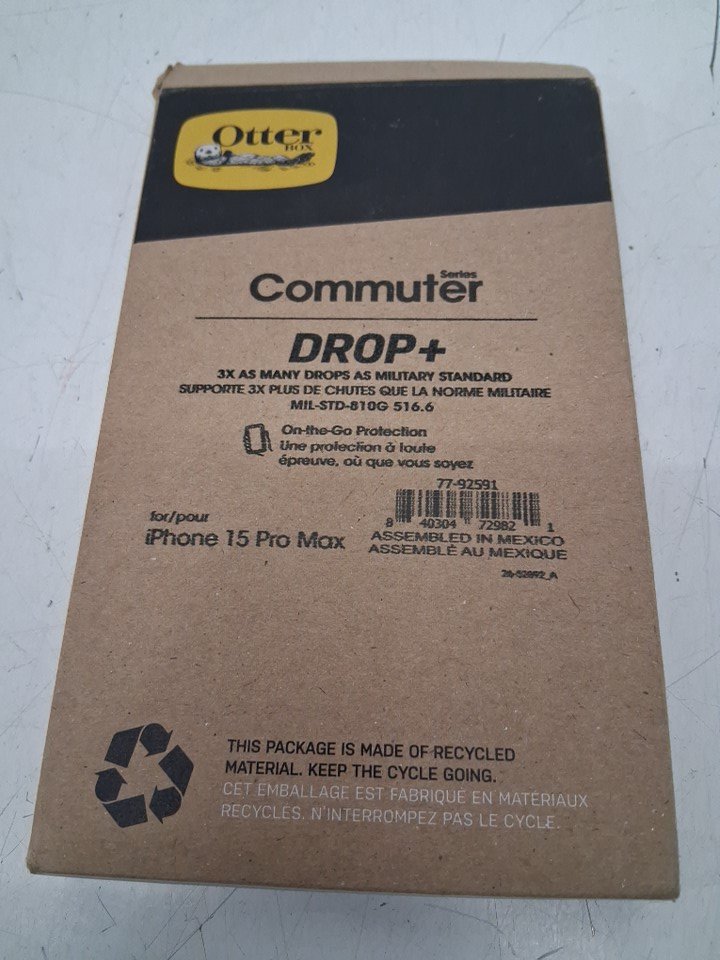 Otter
BOX
Commuter Series
DROP+
3X AS MANY DROPS AS MILITARY STANDARD
SUPPORTE 3X PLUS DE CHUTES QUE LA NORME MILITAIRE
MIL-STD-810G 516.6
On-the-Go Protection
Une protection à toute
épreuve, où que vous soyez
77-92591
8 40304 72982 1
for/pour
iPhone 15 Pro Max
ASSEMBLED IN MEXICO
ASSEMBLÉ AU MEXIQUE
THIS PACKAGE IS MADE OF RECYCLED
MATERIAL. KEEP THE CYCLE GOING.
CET EMBALLAGE EST FABRIQUÉ EN MATÉRIAUX
RECYCLÉS. N'INTERROMPEZ PAS LE CYCLE.